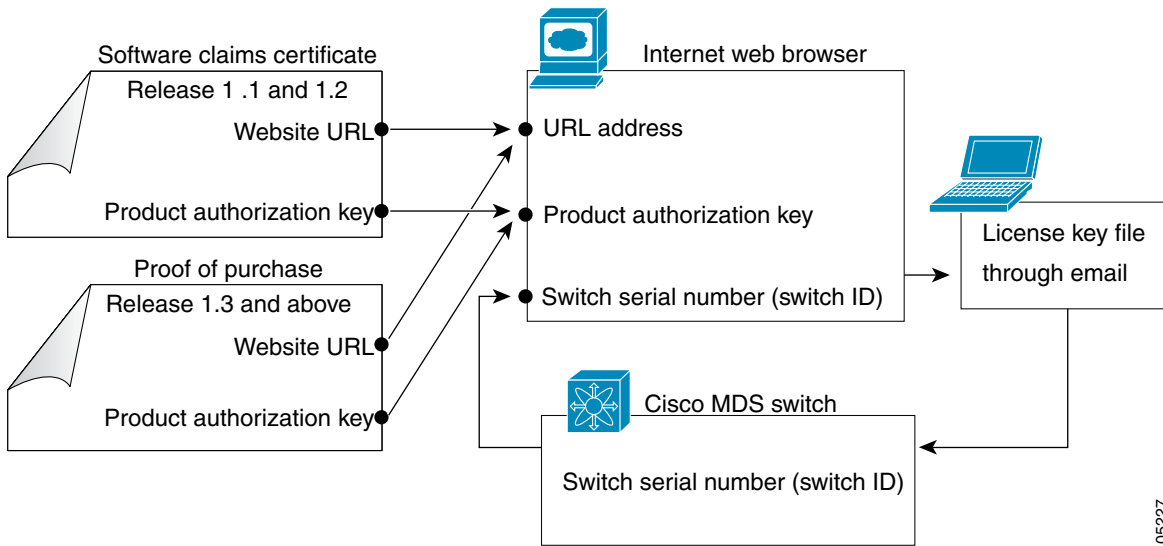 Software claims certificate
Release 1 .1 and 1.2
Website URL
Product authorization key
Proof of purchase
Release 1.3 and above
Website URL
Product authorization key
Internet web browser
URL address
Product authorization key
Switch serial number (switch ID)
License key file
through email
Cisco MDS switch
Switch serial number (switch ID)
05227